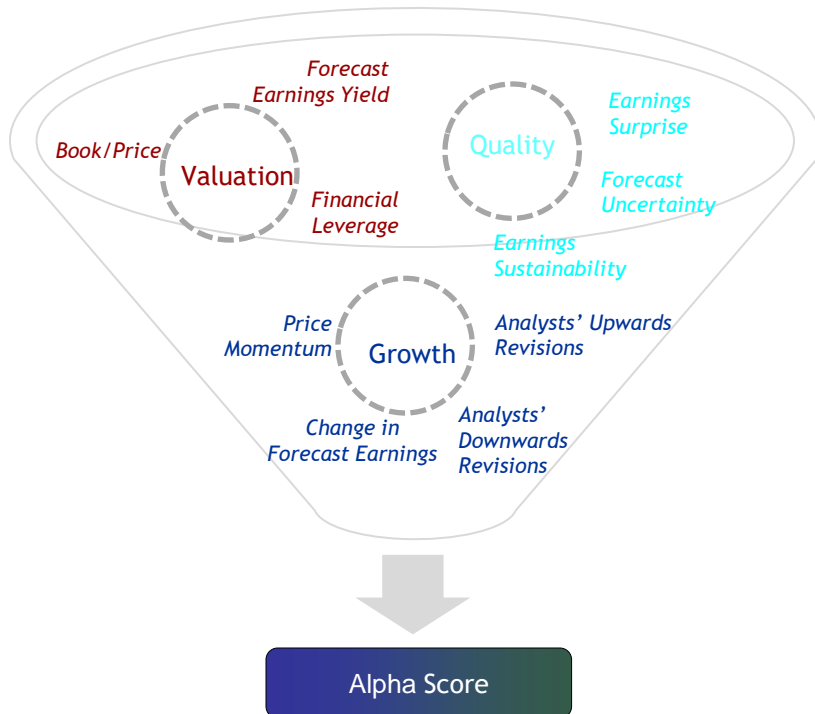 Forecast
Earnings Yield
Book/Price
Valuation
Financial
Leverage
Quality
Earnings
Surprise
Forecast
Uncertainty
Earnings
Sustainability
Price
Momentum
Growth
Analysts’ Upwards
Revisions
Change in
Forecast Earnings
Analysts’
Downwards
Revisions
Alpha Score